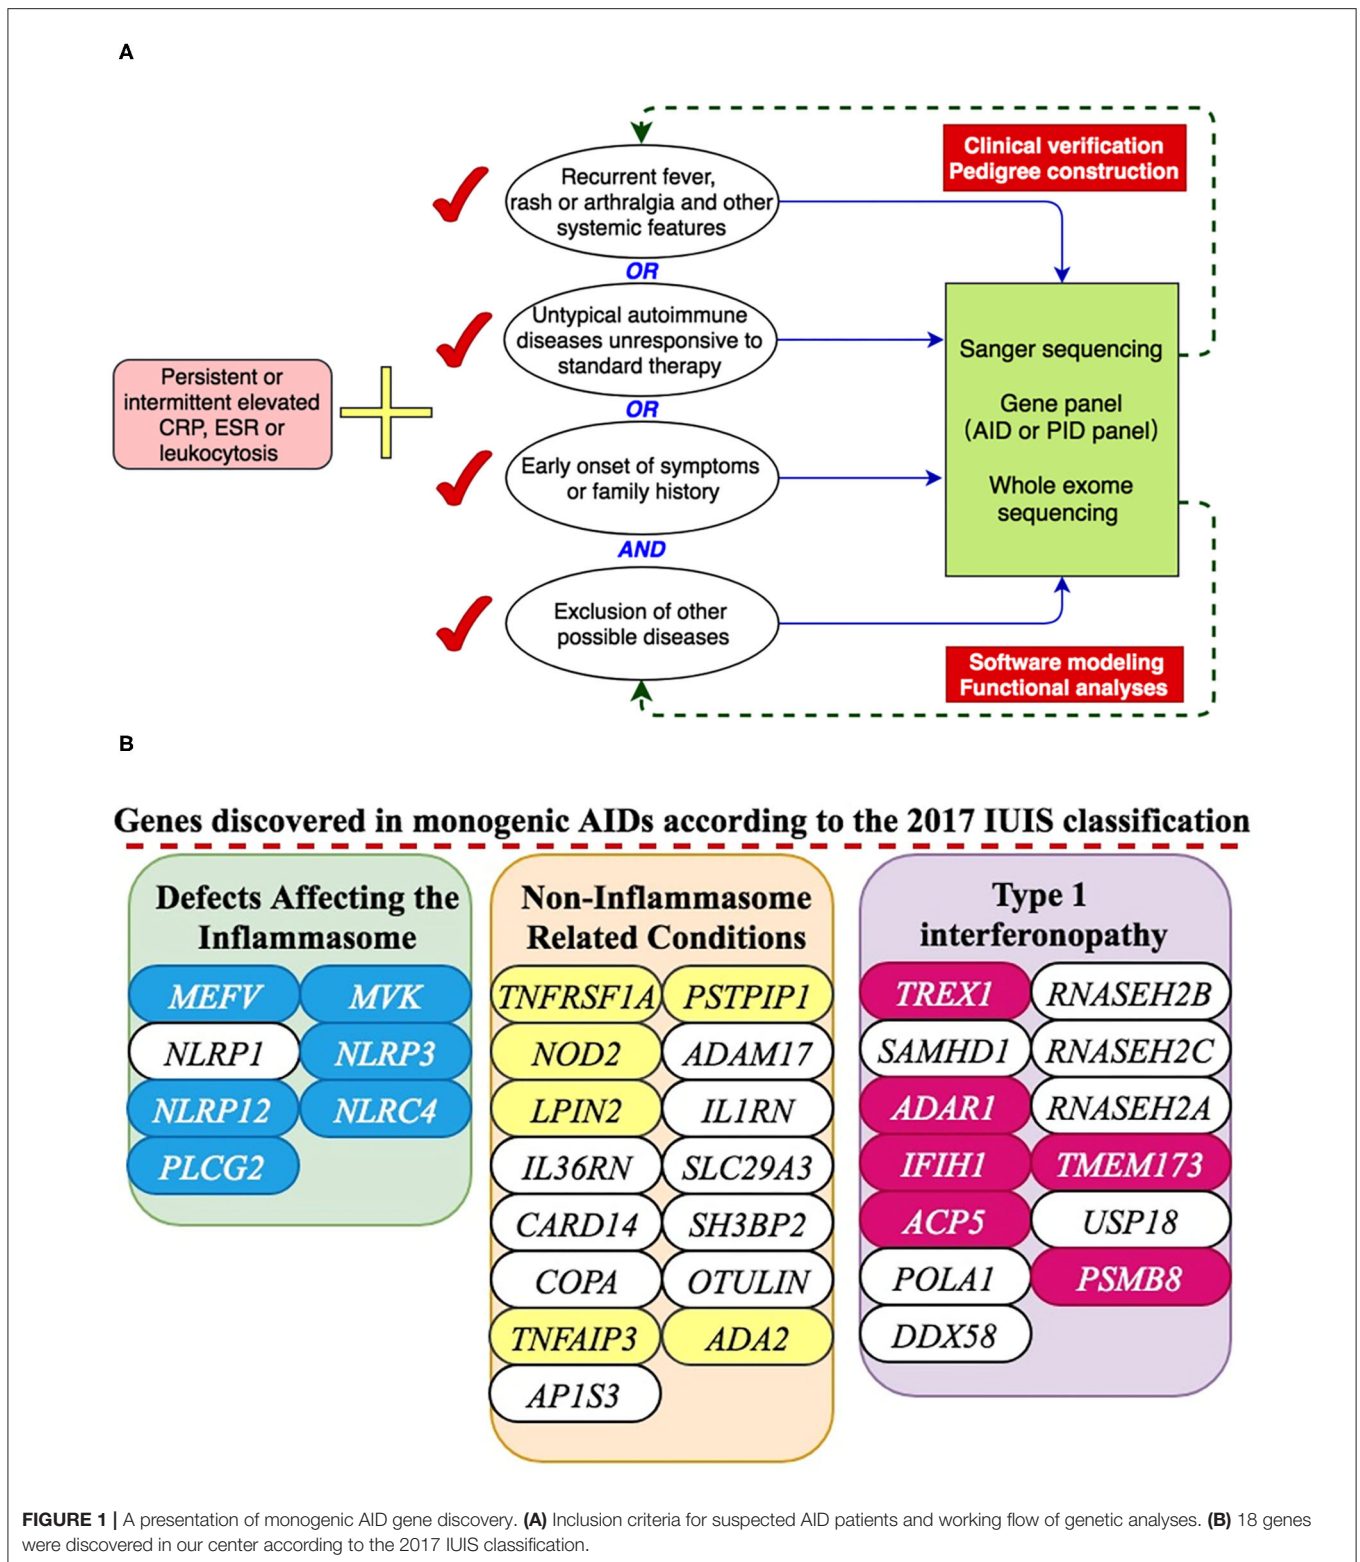 A
Clinical verification
Pedigree construction
Recurrent fever,
rash or arthralgia and other
systemic features
OR
Untypical autoimmune
diseases unresponsive to
standard therapy
OR
Persistent or
intermittent elevated
CRP, ESR or
leukocytosis
Early onset of symptoms
or family history
AND
Exclusion of other
possible diseases
Sanger sequencing
Gene panel
(AID or PID panel)
Whole exome
sequencing
Software modeling
Functional analyses
B
Genes discovered in monogenic AIDs according to the 2017 IUIS classification
Defects Affecting the
Inflammasome
MEFV MVK
NLRP1 NLRP3
NLRP12 NLRC4
PLCG2
Non-Inflammasome
Related Conditions
TNFRSF1A PSTPIP1
NOD2 ADAM17
LPIN2 IL1RN
IL36RN SLC29A3
CARD14 SH3BP2
COPA OTULIN
TNFAIP3 ADA2
AP1S3
Type 1
interferonopathy
TREX1 RNASEH2B
SAMHD1 RNASEH2C
ADAR1 RNASEH2A
IFIH1 TMEM173
ACP5 USP18
POLA1 PSMB8
DDX58
FIGURE 1 | A presentation of monogenic AID gene discovery. (A) Inclusion criteria for suspected AID patients and working flow of genetic analyses. (B) 18 genes
were discovered in our center according to the 2017 IUIS classification.